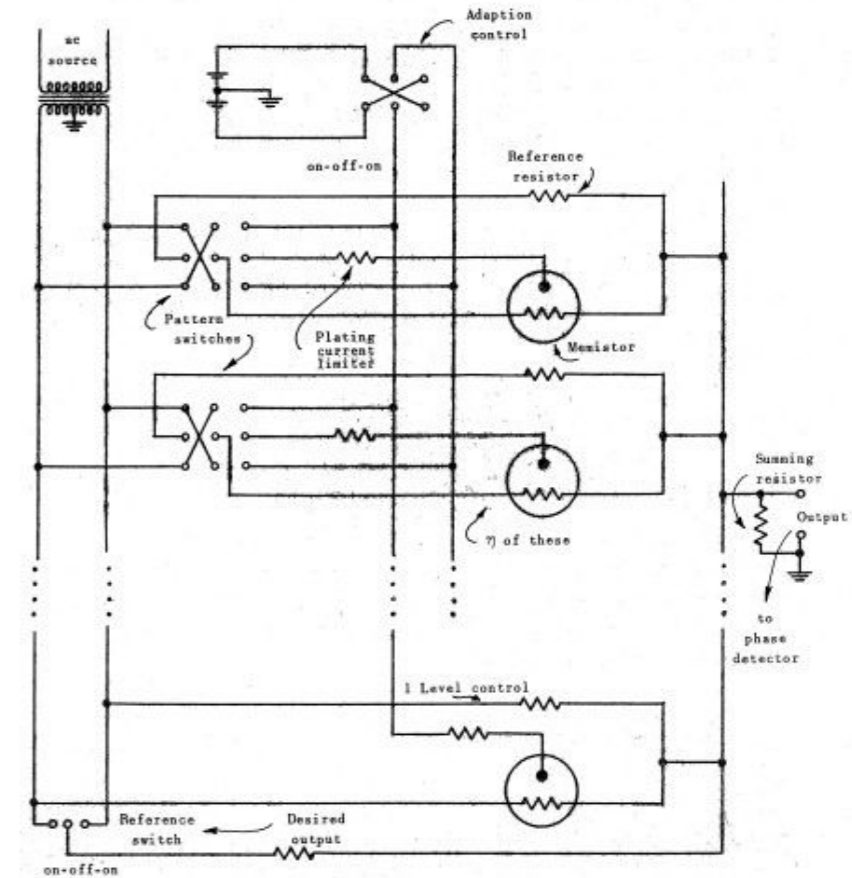 ac
source
Adaption
control
on-off-on
Reference
resistor
Pattern
switches
Plating
current
limiter
Memistor
Summing
resistor
Output
η of these
to
phase
detector
1 Level control
Reference
switch
Desired
output
on-off-on